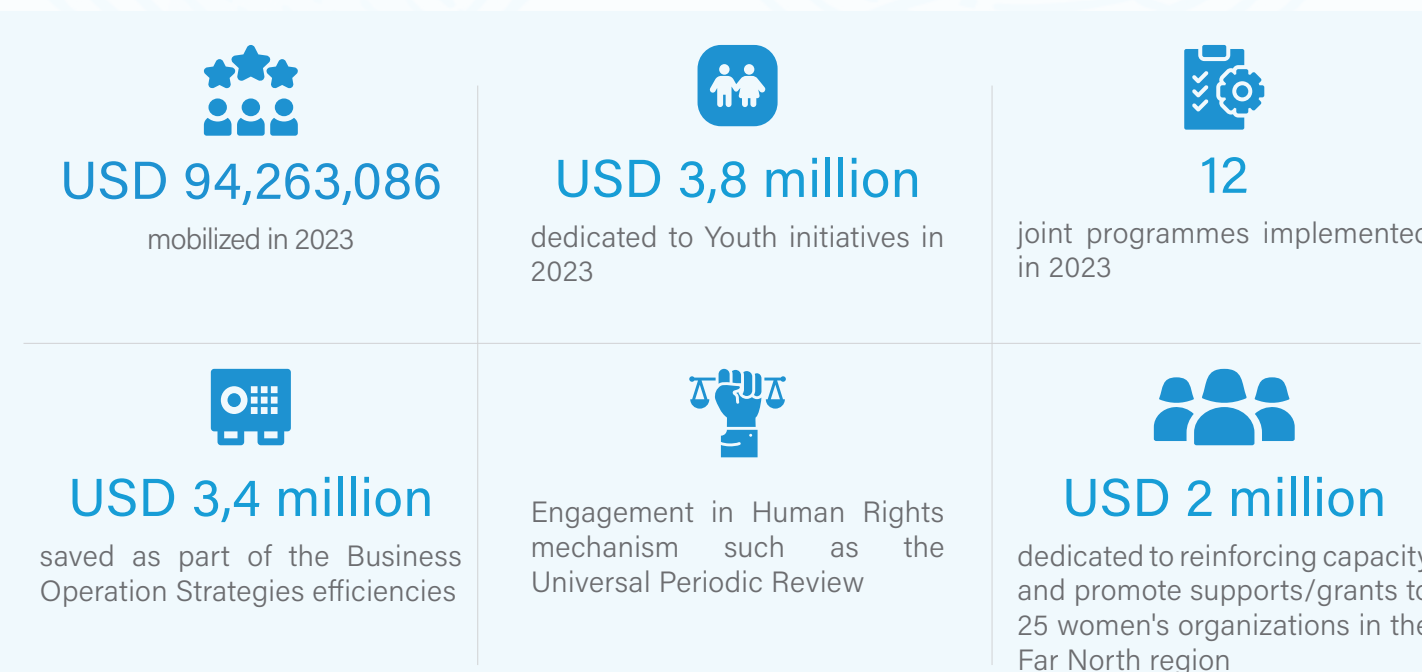 USD 94,263,086
mobilized in 2023
USD 3,8 million
dedicated to Youth initiatives in
2023
12
joint programmes implemented
in 2023
USD 3,4 million
saved as part of the Business
Operation Strategies efficiencies
Engagement in Human Rights
mechanism such as the
Universal Periodic Review
USD 2 million
dedicated to reinforcing capacity
and promote supports/grants to
25 women's organizations in the
Far North region